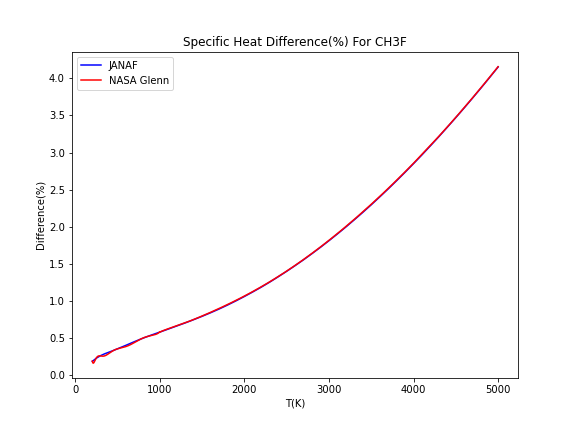 Specific Heat Difference(%) For CH3F
JANAF
NASA Glenn
Difference(%)
4.0
3.5
3.0
2.5
2.0
1.5
1.0
0.5
0.0
0 1000 2000 3000 4000 5000
T(K)